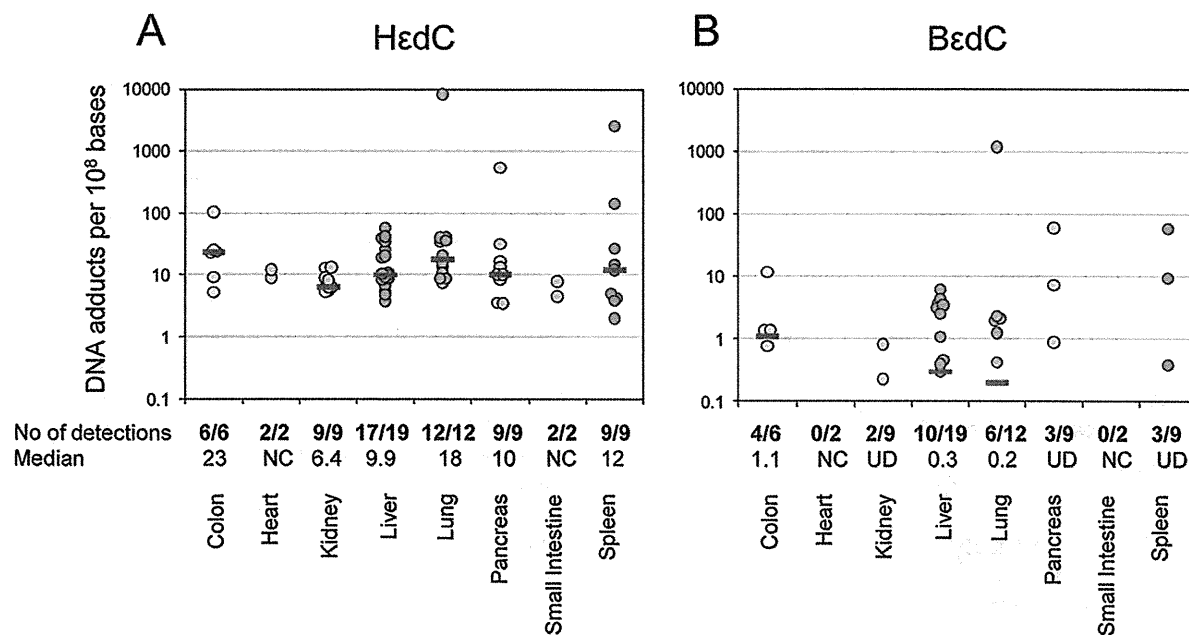 A
HεdC
DNA adducts per 10⁸ bases
10000
1000
100
10
1
0.1
No of detections 6/6 2/2 9/9 17/19 12/12 9/9 2/2 9/9
Median 23 NC 6.4 9.9 18 10 NC 12
Colon
Heart
Kidney
Liver
Lung
Pancreas
Small Intestine
Spleen
B
BεdC
10000
1000
100
10
1
0.1
4/6 0/2 2/9 10/19 6/12 3/9 0/2 3/9
1.1 NC UD 0.3 0.2 UD NC UD
Colon
Heart
Kidney
Liver
Lung
Pancreas
Small Intestine
Spleen